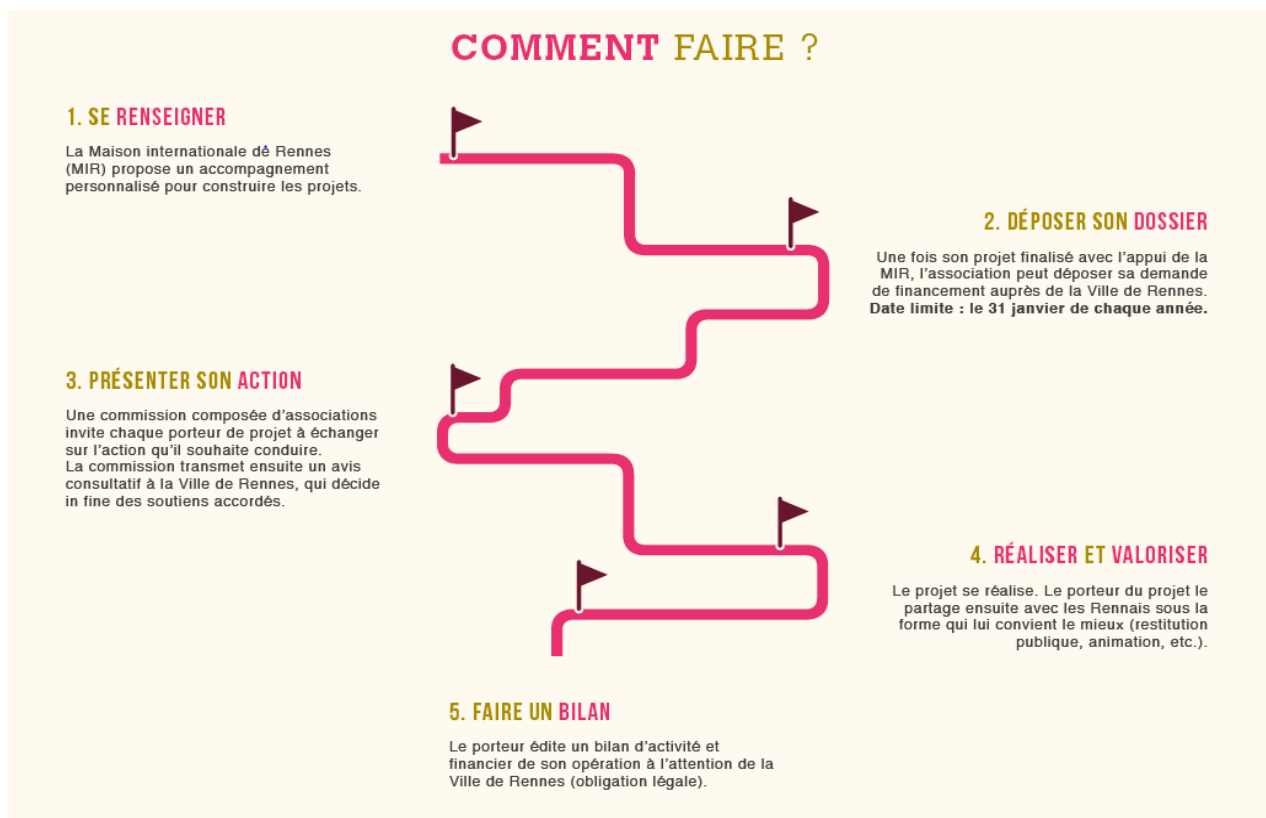 COMMENT FAIRE ?
1. SE RENSEIGNER
La Maison internationale de Rennes
(MIR) propose un accompagnement
personnalisé pour construire les projets.
2. DÉPOSER SON DOSSIER
Une fois son projet finalisé avec l’appui de la
MIR, l’association peut déposer sa demande
de financement auprès de la Ville de Rennes.
Date limite : le 31 janvier de chaque année.
3. PRÉSENTER SON ACTION
Une commission composée d’associations
invite chaque porteur de projet à échanger
sur l’action qu’il souhaite conduire.
La commission transmet ensuite un avis
consultatif à la Ville de Rennes, qui décide
in fine des soutiens accordés.
4. RÉALISER ET VALORISER
Le projet se réalise. Le porteur du projet le
partage ensuite avec les Rennais sous la
forme qui lui convient le mieux (restitution
publique, animation, etc.).
5. FAIRE UN BILAN
Le porteur édite un bilan d’activité et
financier de son opération à l’attention de la
Ville de Rennes (obligation légale).